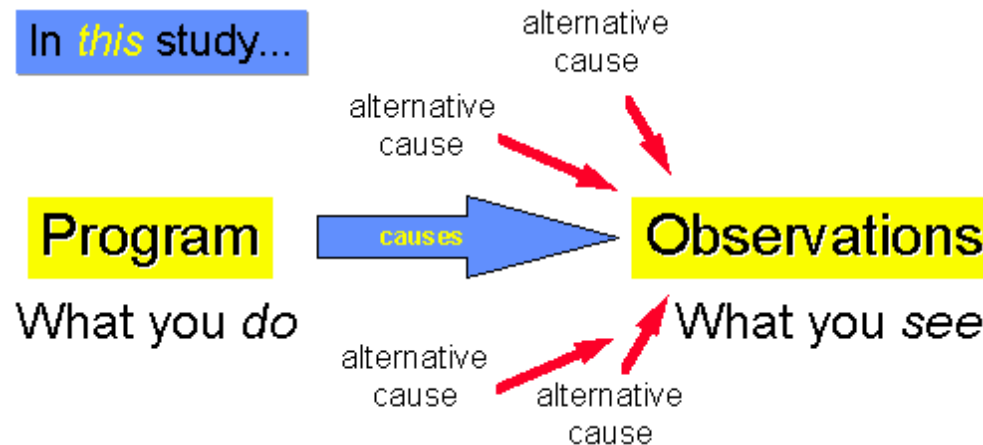 In this study...
alternative
cause
alternative
cause
Program
causes
Observations
What you do
What you see
alternative
cause
alternative
cause